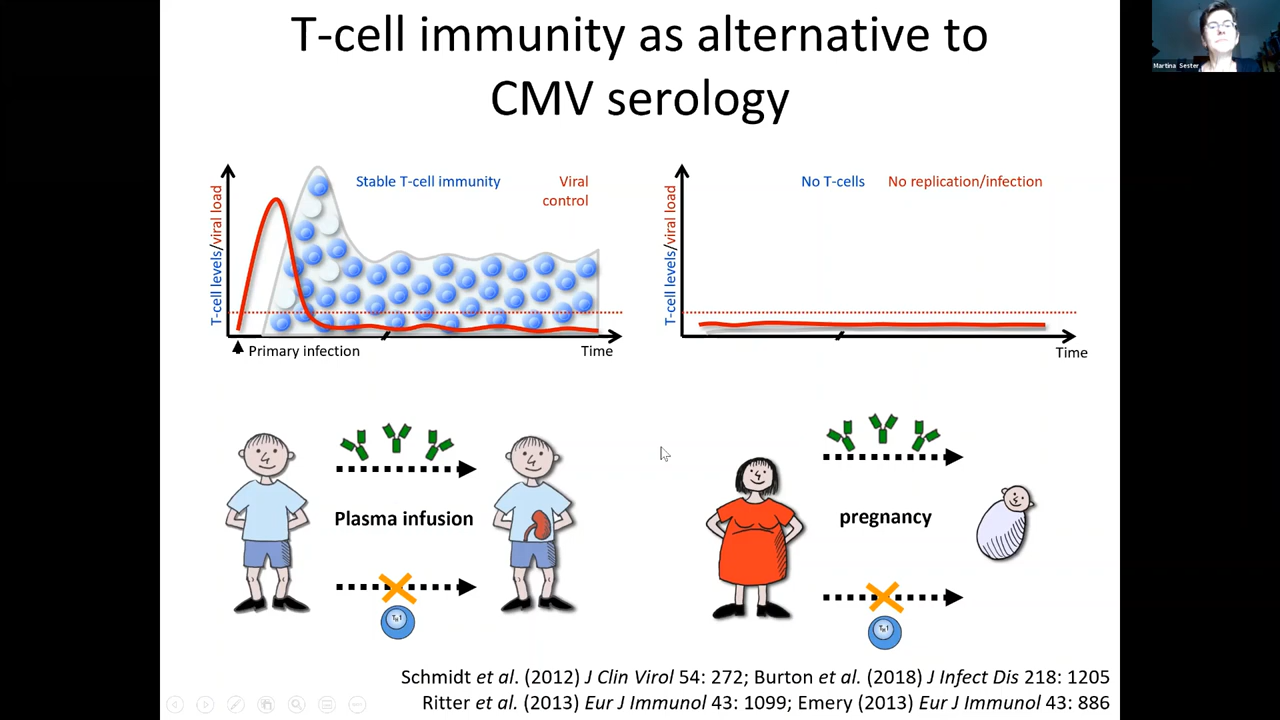 T-cell immunity as alternative to
CMV serology
Martina Sester
T-cell levels/viral load
Stable T-cell immunity
Viral
control
Primary infection
Time
T-cell levels/viral load
No T-cells
No replication/infection
Time
Plasma infusion
TH1
pregnancy
TH1
Schmidt et al. (2012) J Clin Virol 54: 272; Burton et al. (2018) J Infect Dis 218: 1205
Ritter et al. (2013) Eur J Immunol 43: 1099; Emery (2013) Eur J Immunol 43: 886